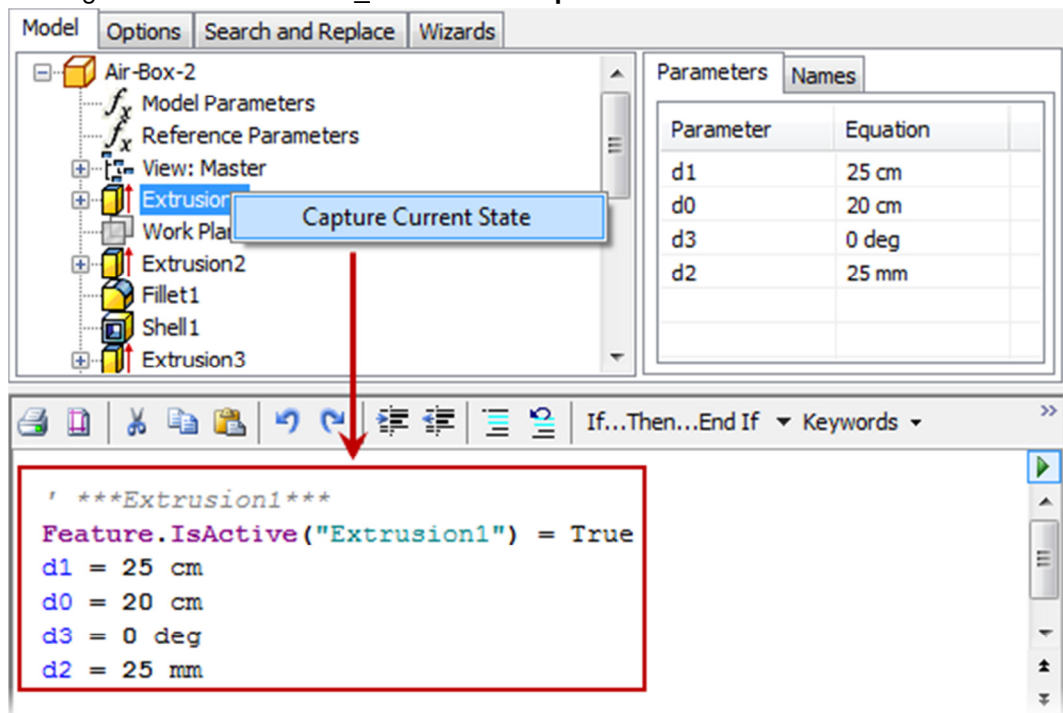 Model Options Search and Replace Wizards
Air-Box-2
Model Parameters
Reference Parameters
View: Master
Extrusion
Capture Current State
Work Pla
Extrusion2
Fillet1
Shell1
Extrusion3
Parameters Names
Parameter Equation
d1 25 cm
d0 20 cm
d3 0 deg
d2 25 mm
If...Then...End If Keywords
' ***Extrusion1***
Feature.IsActive("Extrusion1") = True
d1 = 25 cm
d0 = 20 cm
d3 = 0 deg
d2 = 25 mm